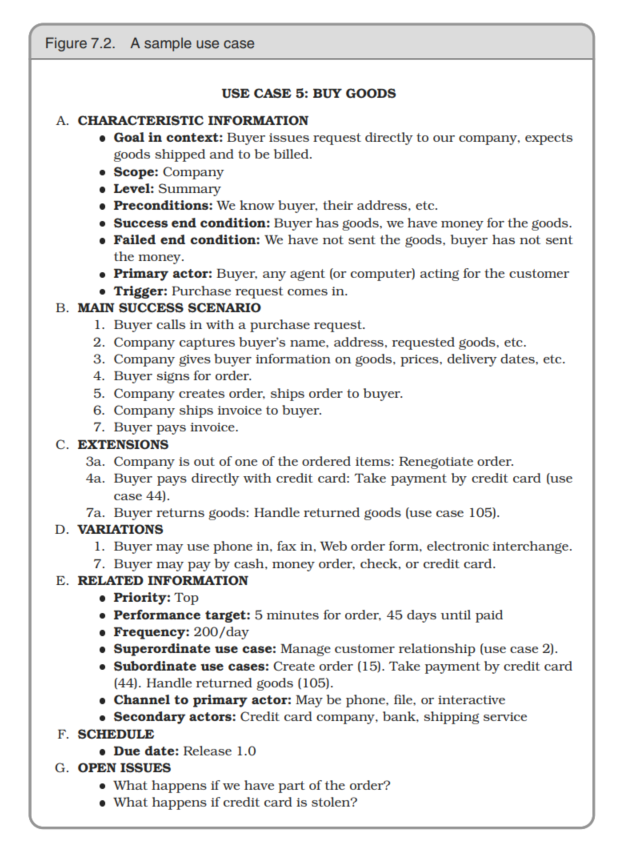 Figure 7.2. A sample use case
USE CASE 5: BUY GOODS
A. CHARACTERISTIC INFORMATION
● Goal in context: Buyer issues request directly to our company, expects
goods shipped and to be billed.
● Scope: Company
● Level: Summary
● Preconditions: We know buyer, their address, etc.
● Success end condition: Buyer has goods, we have money for the goods.
● Failed end condition: We have not sent the goods, buyer has not sent
the money.
● Primary actor: Buyer, any agent (or computer) acting for the customer
● Trigger: Purchase request comes in.
B. MAIN SUCCESS SCENARIO
1. Buyer calls in with a purchase request.
2. Company captures buyer's name, address, requested goods, etc.
3. Company gives buyer information on goods, prices, delivery dates, etc.
4. Buyer signs for order.
5. Company creates order, ships order to buyer.
6. Company ships invoice to buyer.
7. Buyer pays invoice.
C. EXTENSIONS
3a. Company is out of one of the ordered items: Renegotiate order.
4a. Buyer pays directly with credit card: Take payment by credit card (use
case 44).
7a. Buyer returns goods: Handle returned goods (use case 105).
D. VARIATIONS
1. Buyer may use phone in, fax in, Web order form, electronic interchange.
7. Buyer may pay by cash, money order, check, or credit card.
E. RELATED INFORMATION
● Priority: Top
● Performance target: 5 minutes for order, 45 days until paid
● Frequency: 200/day
● Superordinate use case: Manage customer relationship (use case 2).
● Subordinate use cases: Create order (15). Take payment by credit card
(44). Handle returned goods (105).
● Channel to primary actor: May be phone, file, or interactive
● Secondary actors: Credit card company, bank, shipping service
F. SCHEDULE
● Due date: Release 1.0
G. OPEN ISSUES
● What happens if we have part of the order?
● What happens if credit card is stolen?